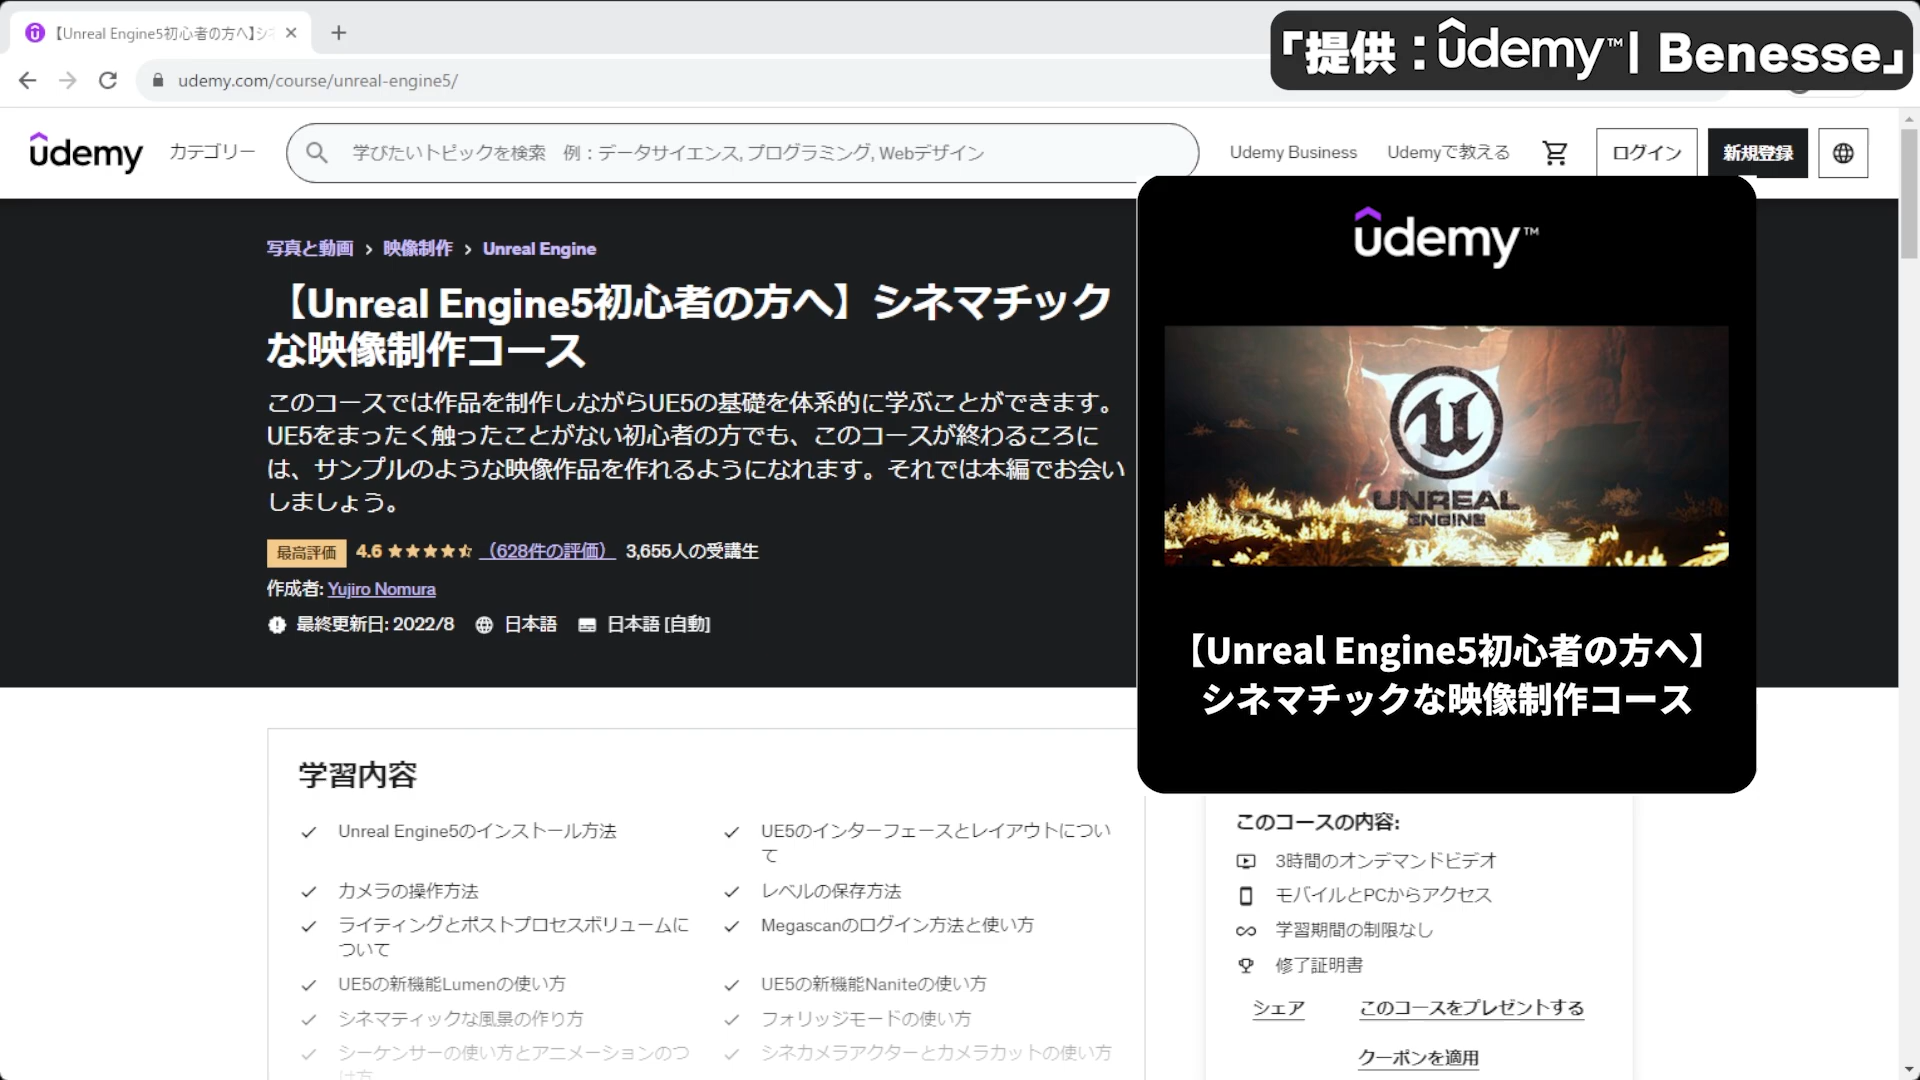 【Unreal Engine5初心者の方へ】シネ
「提供：ûdemy™| Benesse」
udemy.com/course/unreal-engine5/
ûdemy
カテゴリー
学びたいトピックを検索 例：データサイエンス, プログラミング, Webデザイン
Udemy Business
Udemyで教える
ログイン
新規登録
写真と動画 › 映像制作 › Unreal Engine
【Unreal Engine5初心者の方へ】シネマチック
な映像制作コース
このコースでは作品を制作しながらUE5の基礎を体系的に学ぶことができます。
UE5をまったく触ったことがない初心者の方でも、このコースが終わるころに
は、サンプルのような映像作品を作れるようになれます。それでは本編でお会い
しましょう。
最高評価 4.6 （628件の評価） 3,655人の受講生
作成者: Yujiro Nomura
最終更新日: 2022/8 日本語 日本語 [自動]
ûdemy™
UNREAL
ENGINE
【Unreal Engine5初心者の方へ】
シネマチックな映像制作コース
学習内容
Unreal Engine5のインストール方法
UE5のインターフェースとレイアウトについ
て
カメラの操作方法
レベルの保存方法
ライティングとポストプロセスボリュームに
ついて
Megascanのログイン方法と使い方
UE5の新機能Lumenの使い方
UE5の新機能Naniteの使い方
シネマティックな風景の作り方
フォリッジモードの使い方
シーケンサーの使い方とアニメーションのつ
け方
シネカメラアクターとカメラカットの使い方
このコースの内容:
3時間のオンデマンドビデオ
モバイルとPCからアクセス
学習期間の制限なし
修了証明書
シェア
このコースをプレゼントする
クーポンを適用